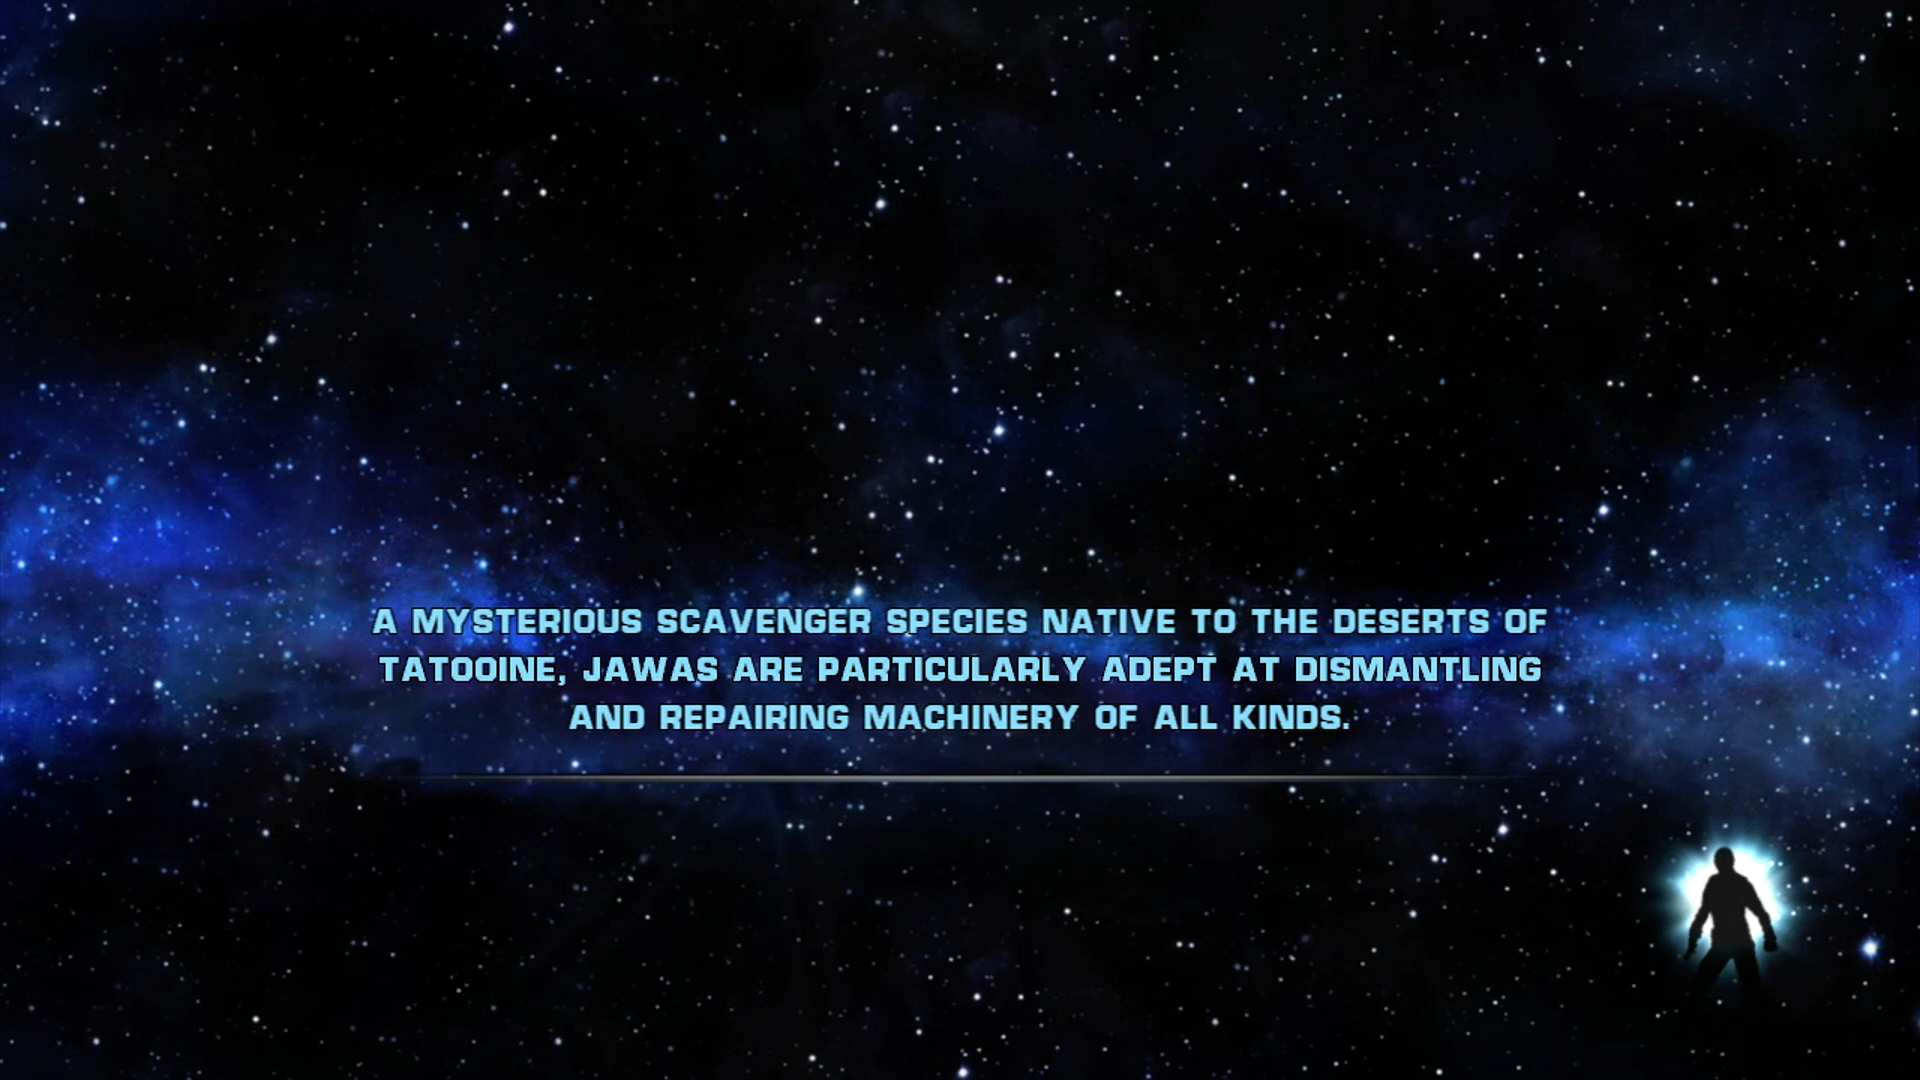 A MYSTERIOUS SCAVENGER SPECIES NATIVE TO THE DESERTS OF
TATOOINE, JAWAS ARE PARTICULARLY ADEPT AT DISMANTLING
AND REPAIRING MACHINERY OF ALL KINDS.